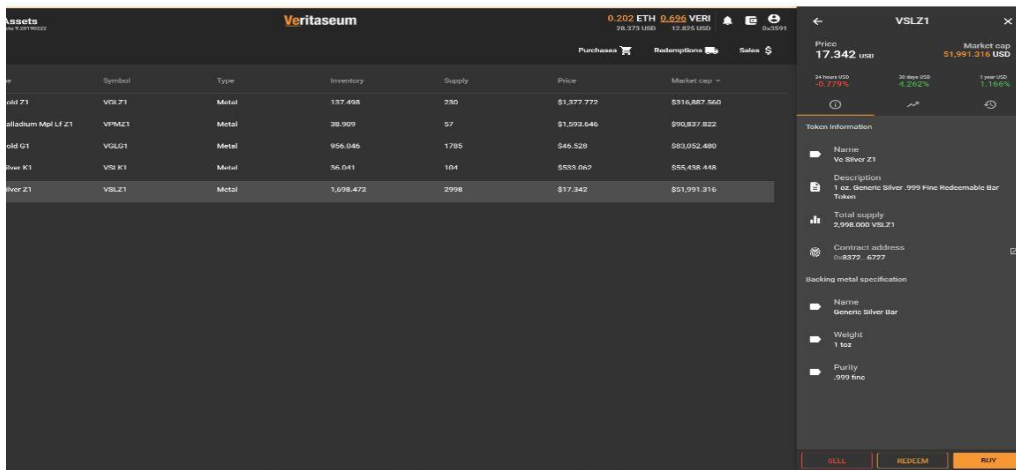 Assets
Veritaseum
0.202 ETH 0.696 VERI
28.373 USD 12.825 USD
0x3591
Purchases Redemptions Sales $
Symbol Type Inventory Supply Price Market cap
old Z1 VGLZ1 Metal 137.498 230 $1,377.772 $316,887.560
alladium Mpl Lf Z1 VPMZ1 Metal 38.909 57 $1,593.646 $90,837.822
old G1 VGLG1 Metal 956.046 1785 $46.528 $83,052.480
ilver K1 VSLK1 Metal 36.041 104 $533.062 $55,438.448
ilver Z1 VSLZ1 Metal 1,698.472 2998 $17.342 $51,991.316
VSLZ1
Price Market cap
17.342 USD 51,991.316 USD
24 hours USD 30 days USD 1 year USD
-0.779% 4.262% 1.166%
Token Information
Name
Ve Silver Z1
Description
1 oz. Generic Silver .999 Fine Redeemable Bar
Token
Total supply
2,998.000 VSLZ1
Contract address
0x8372...6727
Backing metal specification
Name
Generic Silver Bar
Weight
1 toz
Purity
.999 fine
SELL REDEEM BUY